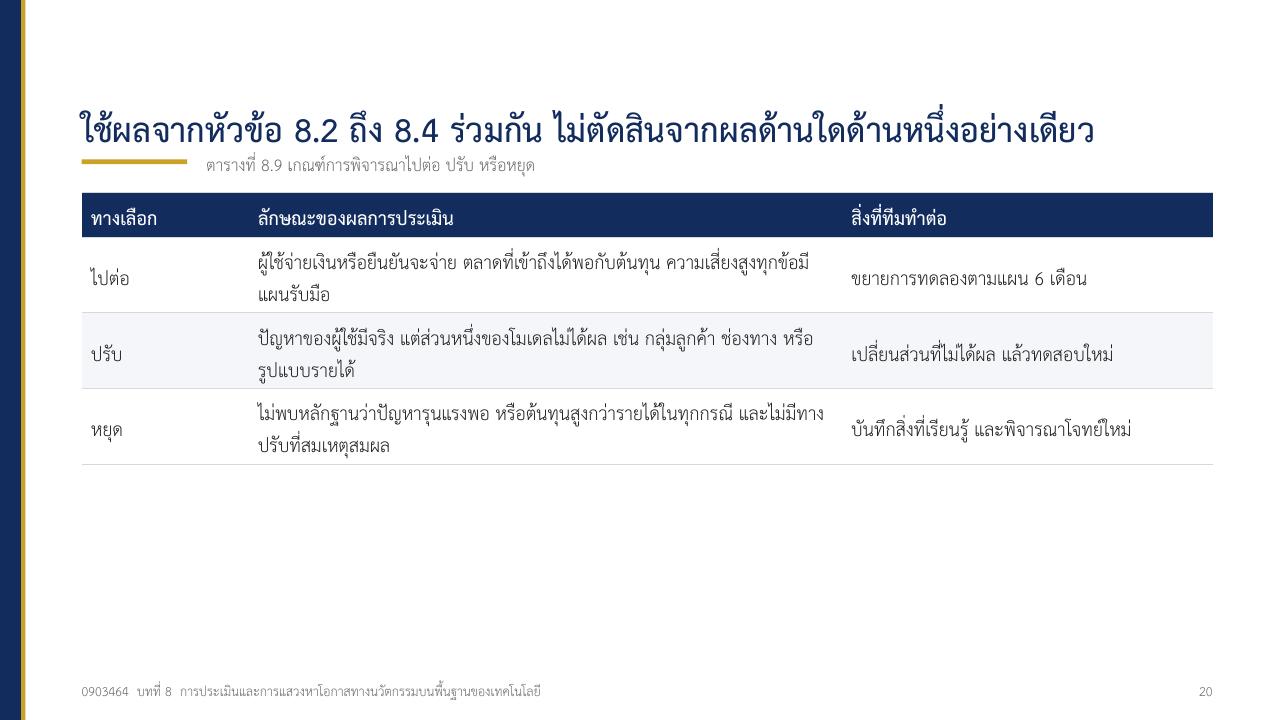 ใช้ผลจากหัวข้อ 8.2 ถึง 8.4 ร่วมกัน ไม่ตัดสินจากผลด้านใดด้านหนึ่งอย่างเดียว
ตารางที่ 8.9 เกณฑ์การพิจารณาไปต่อ ปรับ หรือหยุด
ทางเลือก ลักษณะของผลการประเมิน สิ่งที่ทีมทำต่อ
ไปต่อ
ผู้ใช้จ่ายเงินหรือยืนยันจะจ่าย ตลาดที่เข้าถึงได้พอกับต้นทุน ความเสี่ยงสูงทุกข้อมี
แผนรับมือ
ขยายการทดลองตามแผน 6 เดือน
ปรับ
ปัญหาของผู้ใช้มีจริง แต่ส่วนหนึ่งของโมเดลไม่ได้ผล เช่น กลุ่มลูกค้า ช่องทาง หรือ
รูปแบบรายได้
เปลี่ยนส่วนที่ไม่ได้ผล แล้วทดสอบใหม่
หยุด
ไม่พบหลักฐานว่าปัญหารุนแรงพอ หรือต้นทุนสูงกว่ารายได้ในทุกกรณี และไม่มีทาง
ปรับที่สมเหตุสมผล
บันทึกสิ่งที่เรียนรู้ และพิจารณาโจทย์ใหม่
0903464 บทที่ 8 การประเมินและการแสวงหาโอกาสทางนวัตกรรมบนพื้นฐานของเทคโนโลยี 20